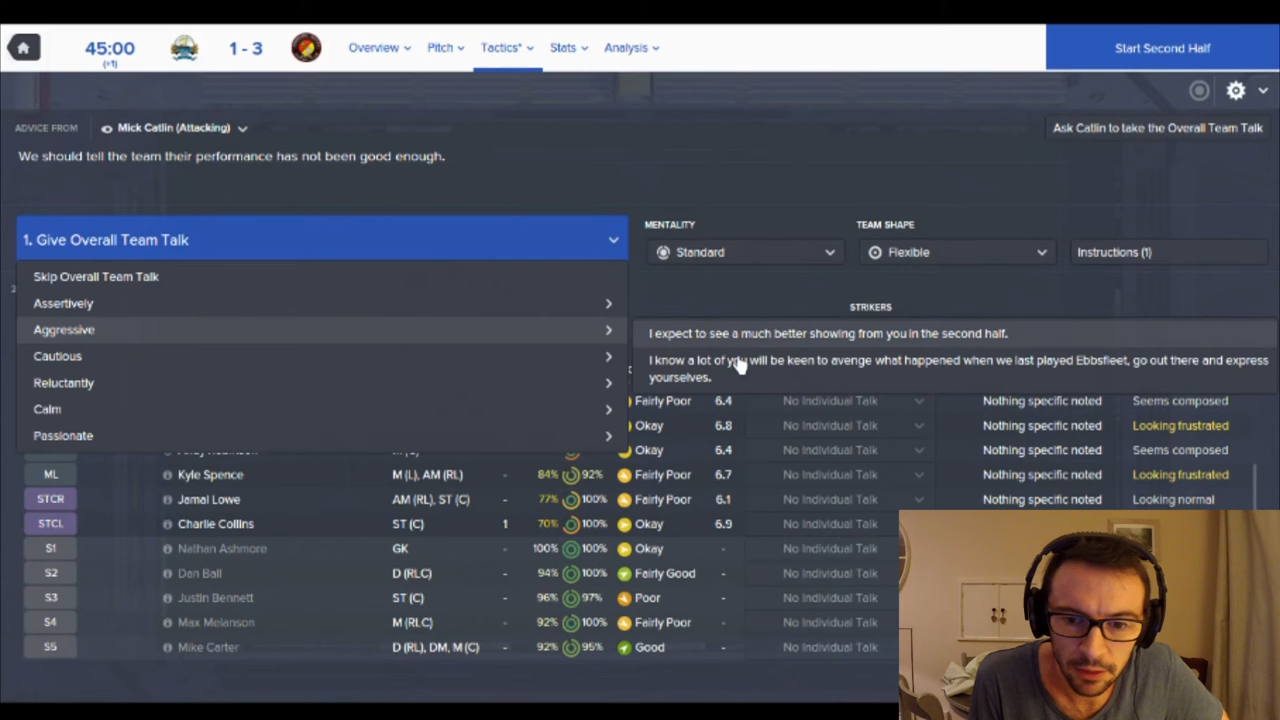 45:00
(+1)
1 - 3
Overview
Pitch
Tactics*
Stats
Analysis
Start Second Half
ADVICE FROM
Mick Catlin (Attacking)
Ask Catlin to take the Overall Team Talk
We should tell the team their performance has not been good enough.
1. Give Overall Team Talk
MENTALITY
Standard
TEAM SHAPE
Flexible
Instructions (1)
Skip Overall Team Talk
Assertively
Aggressive
Cautious
Reluctantly
Calm
Passionate
STRIKERS
I expect to see a much better showing from you in the second half.
I know a lot of you will be keen to avenge what happened when we last played Ebbsfleet, go out there and express
yourselves.
Fairly Poor 6.4 No Individual Talk Nothing specific noted Seems composed
Okay 6.8 No Individual Talk Nothing specific noted Looking frustrated
Okay 6.4 No Individual Talk Nothing specific noted Seems composed
ML Kyle Spence M (L), AM (RL) - 84% 92% Fairly Poor 6.7 No Individual Talk Nothing specific noted Looking frustrated
STCR Jamal Lowe AM (RL), ST (C) - 77% 100% Fairly Poor 6.1 No Individual Talk Nothing specific noted Looking normal
STCL Charlie Collins ST (C) 1 70% 100% Okay 6.9 No Individual Talk
S1 Nathan Ashmore GK - 100% 100% Okay - No Individual Talk
S2 Dan Ball D (RLC) - 94% 100% Fairly Good - No Individual Talk
S3 Justin Bennett ST (C) - 96% 97% Poor - No Individual Talk
S4 Max Melanson M (RLC) - 92% 100% Fairly Poor - No Individual Talk
S5 Mike Carter D (RL), DM, M (C) - 92% 95% Good - No Individual Talk